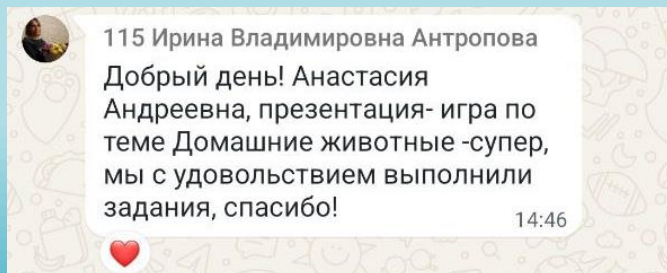 115 Ирина Владимировна Антропова
Добрый день! Анастасия
Андреевна, презентация- игра по
теме Домашние животные -супер,
мы с удовольствием выполнили
задания, спасибо!
14:46